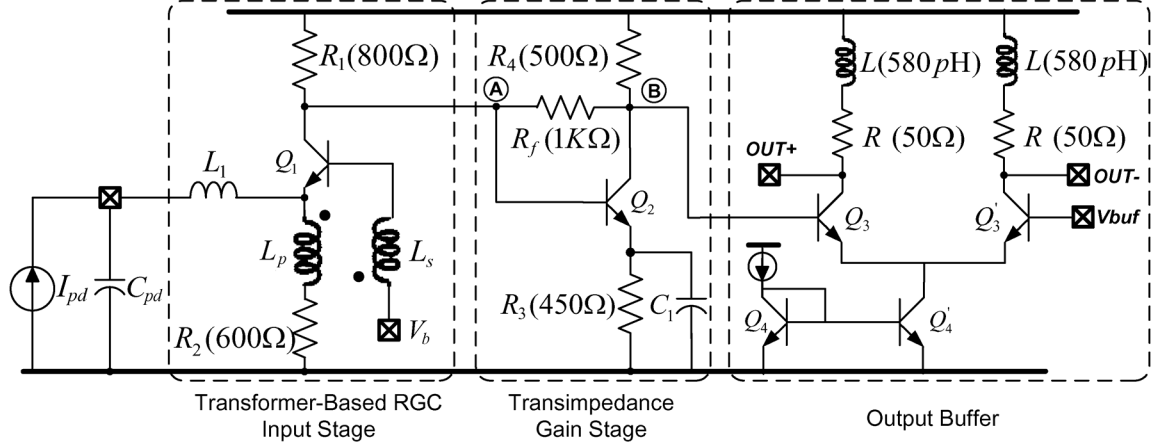 R1(800Ω)
R4(500Ω)
L(580pH)
L(580pH)
A
B
Rf(1KΩ)
R (50Ω)
R (50Ω)
OUT+
OUT-
L1
Q1
Q2
Q3
Q3'
Vbuf
Lp
Ls
Ipd
Cpd
R2(600Ω)
Vb
R3(450Ω)
C1
Q4
Q4'
Transformer-Based RGC
Input Stage
Transimpedance
Gain Stage
Output Buffer